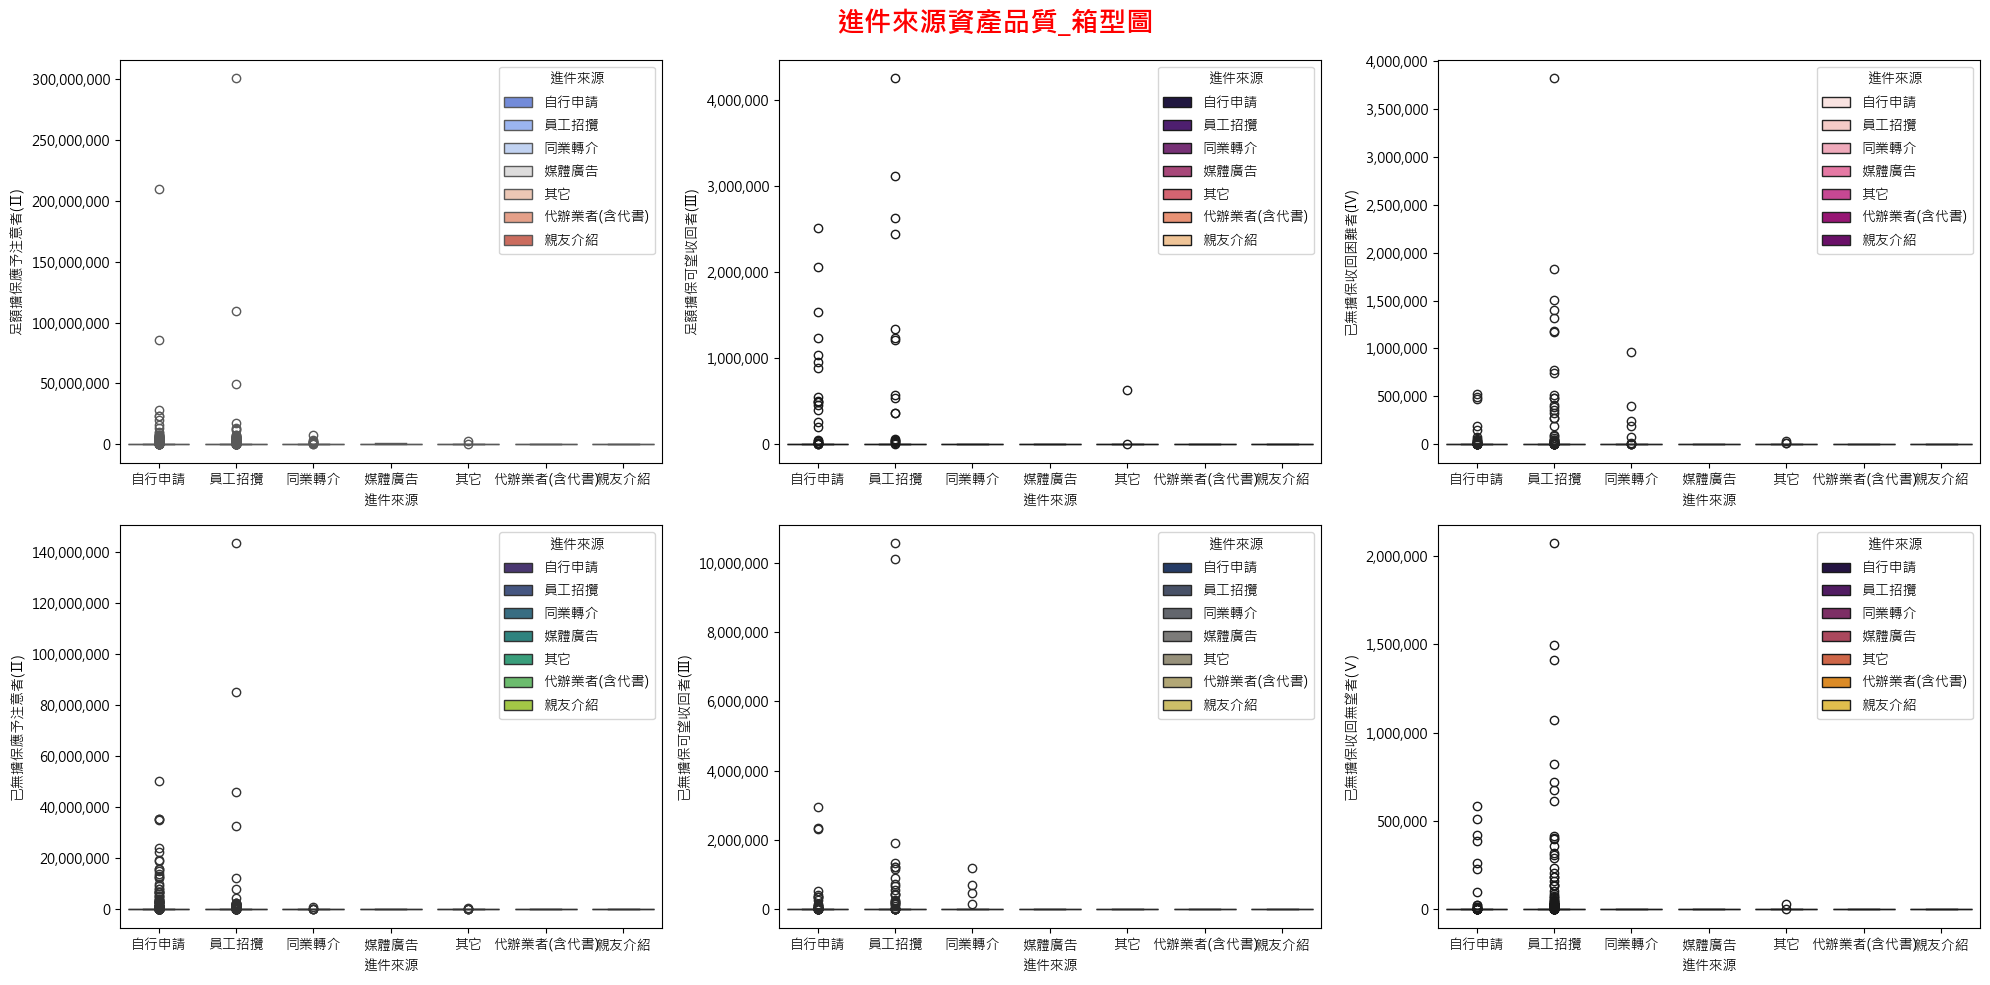 進件來源資產品質_箱型圖
足額擔保應予注意者(Ⅱ)
300,000,000
250,000,000
200,000,000
150,000,000
100,000,000
50,000,000
0
進件來源
自行申請
員工招攬
同業轉介
媒體廣告
其它
代辦業者(含代書)
親友介紹
自行申請 員工招攬 同業轉介 媒體廣告 其它 代辦業者(含代書) 親友介紹
進件來源
足額擔保可望收回者(Ⅲ)
4,000,000
3,000,000
2,000,000
1,000,000
0
進件來源
自行申請
員工招攬
同業轉介
媒體廣告
其它
代辦業者(含代書)
親友介紹
自行申請 員工招攬 同業轉介 媒體廣告 其它 代辦業者(含代書) 親友介紹
進件來源
已無擔保收回困難者(Ⅳ)
4,000,000
3,500,000
3,000,000
2,500,000
2,000,000
1,500,000
1,000,000
500,000
0
進件來源
自行申請
員工招攬
同業轉介
媒體廣告
其它
代辦業者(含代書)
親友介紹
自行申請 員工招攬 同業轉介 媒體廣告 其它 代辦業者(含代書) 親友介紹
進件來源
已無擔保應予注意者(Ⅱ)
140,000,000
120,000,000
100,000,000
80,000,000
60,000,000
40,000,000
20,000,000
0
進件來源
自行申請
員工招攬
同業轉介
媒體廣告
其它
代辦業者(含代書)
親友介紹
自行申請 員工招攬 同業轉介 媒體廣告 其它 代辦業者(含代書) 親友介紹
進件來源
已無擔保可望收回者(Ⅲ)
10,000,000
8,000,000
6,000,000
4,000,000
2,000,000
0
進件來源
自行申請
員工招攬
同業轉介
媒體廣告
其它
代辦業者(含代書)
親友介紹
自行申請 員工招攬 同業轉介 媒體廣告 其它 代辦業者(含代書) 親友介紹
進件來源
已無擔保收回無望者(Ⅴ)
2,000,000
1,500,000
1,000,000
500,000
0
進件來源
自行申請
員工招攬
同業轉介
媒體廣告
其它
代辦業者(含代書)
親友介紹
自行申請 員工招攬 同業轉介 媒體廣告 其它 代辦業者(含代書) 親友介紹
進件來源